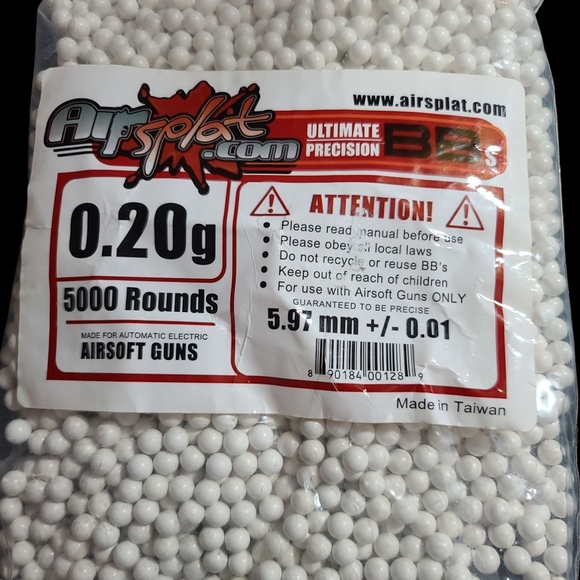 www.airsplat.com
Airsplat.com
ULTIMATE
PRECISION
BBs
0.20g
5000 Rounds
MADE FOR AUTOMATIC ELECTRIC
AIRSOFT GUNS
ATTENTION!
• Please read manual before use
• Please obey all local laws
• Do not recycle or reuse BB's
• Keep out of reach of children
• For use with Airsoft Guns ONLY
GUARANTEED TO BE PRECISE
5.97 mm +/- 0.01
8 90184 00128 9
Made in Taiwan